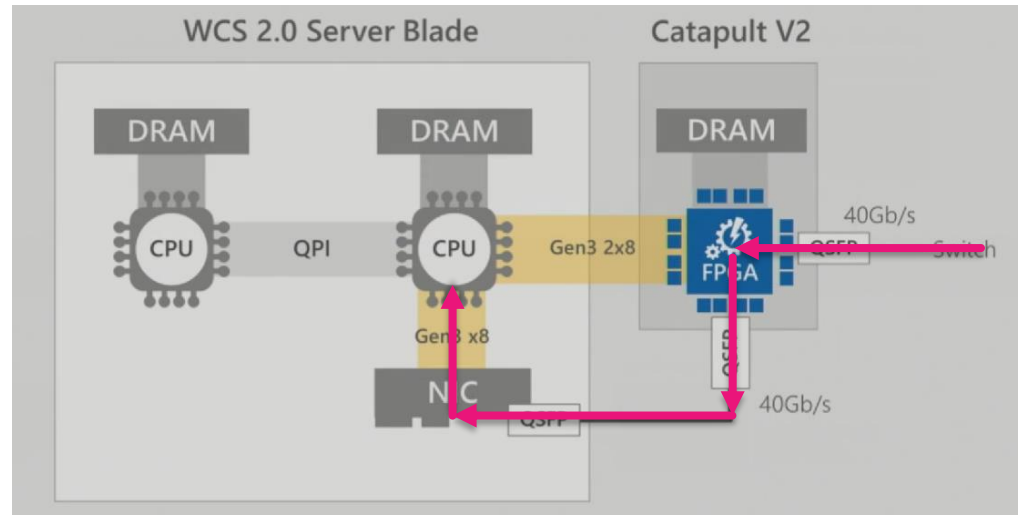 WCS 2.0 Server Blade
Catapult V2
DRAM
DRAM
DRAM
CPU
QPI
CPU
Gen3 2x8
FPGA
40Gb/s
QSFP
Switch
Gen3 x8
QSFP
NIC
QSFP
40Gb/s